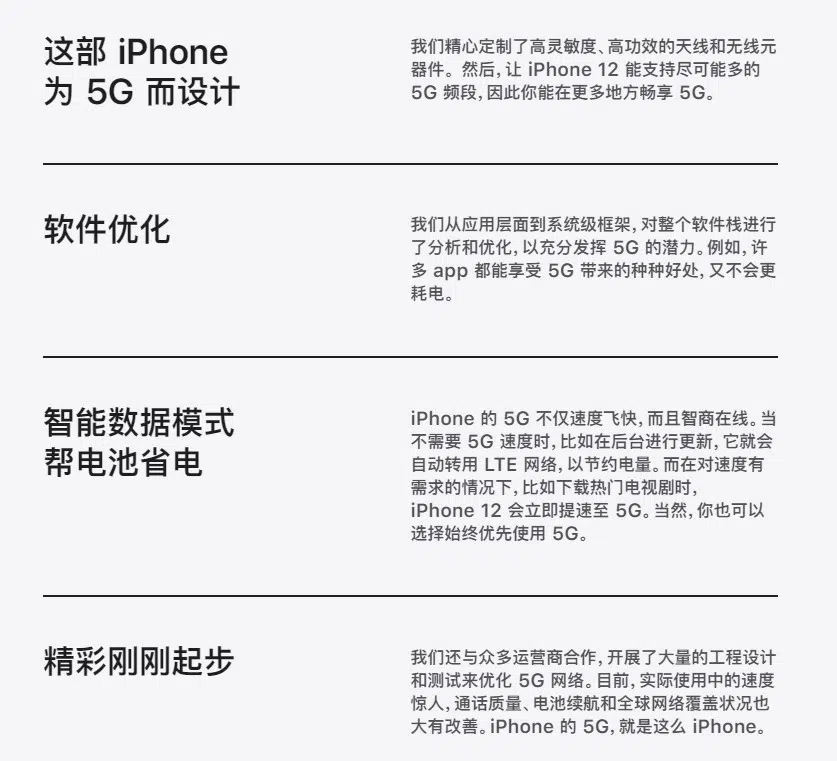 这部 iPhone
为 5G 而设计
我们精心定制了高灵敏度、高功效的天线和无线元
器件。然后，让 iPhone 12 能支持尽可能多的
5G 频段，因此你能在更多地方畅享 5G。
软件优化
我们从应用层面到系统级框架，对整个软件栈进行
了分析和优化，以充分发挥 5G 的潜力。例如，许
多 app 都能享受 5G 带来的种种好处，又不会更
耗电。
智能数据模式
帮电池省电
iPhone 的 5G 不仅速度飞快，而且智商在线。当
不需要 5G 速度时，比如在后台进行更新，它就会
自动转用 LTE 网络，以节约电量。而在对速度有
需求的情况下，比如下载热门电视剧时，
iPhone 12 会立即提速至 5G。当然，你也可以
选择始终优先使用 5G。
精彩刚刚起步
我们还与众多运营商合作，开展了大量的工程设计
和测试来优化 5G 网络。目前，实际使用中的速度
惊人，通话质量、电池续航和全球网络覆盖状况也
大有改善。iPhone 的 5G，就是这么 iPhone。